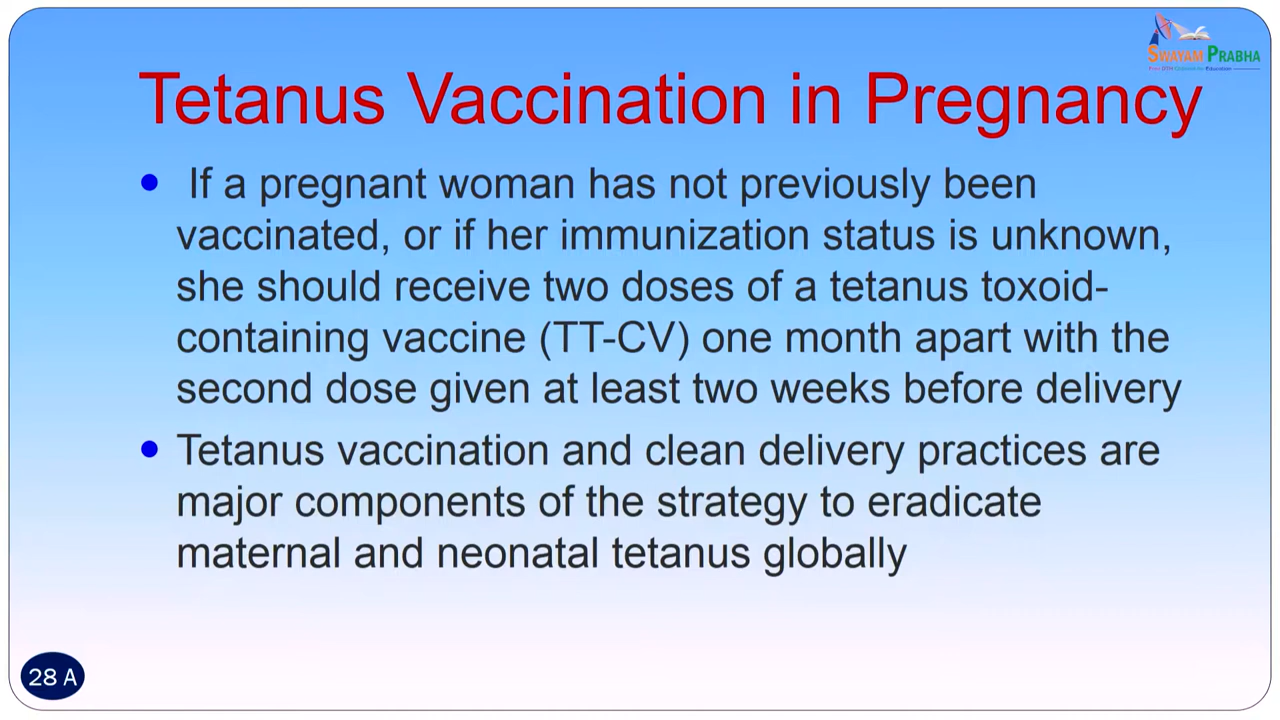 SWAYAM PRABHA
Tetanus Vaccination in Pregnancy
• If a pregnant woman has not previously been
vaccinated, or if her immunization status is unknown,
she should receive two doses of a tetanus toxoid-
containing vaccine (TT-CV) one month apart with the
second dose given at least two weeks before delivery
• Tetanus vaccination and clean delivery practices are
major components of the strategy to eradicate
maternal and neonatal tetanus globally
28 A